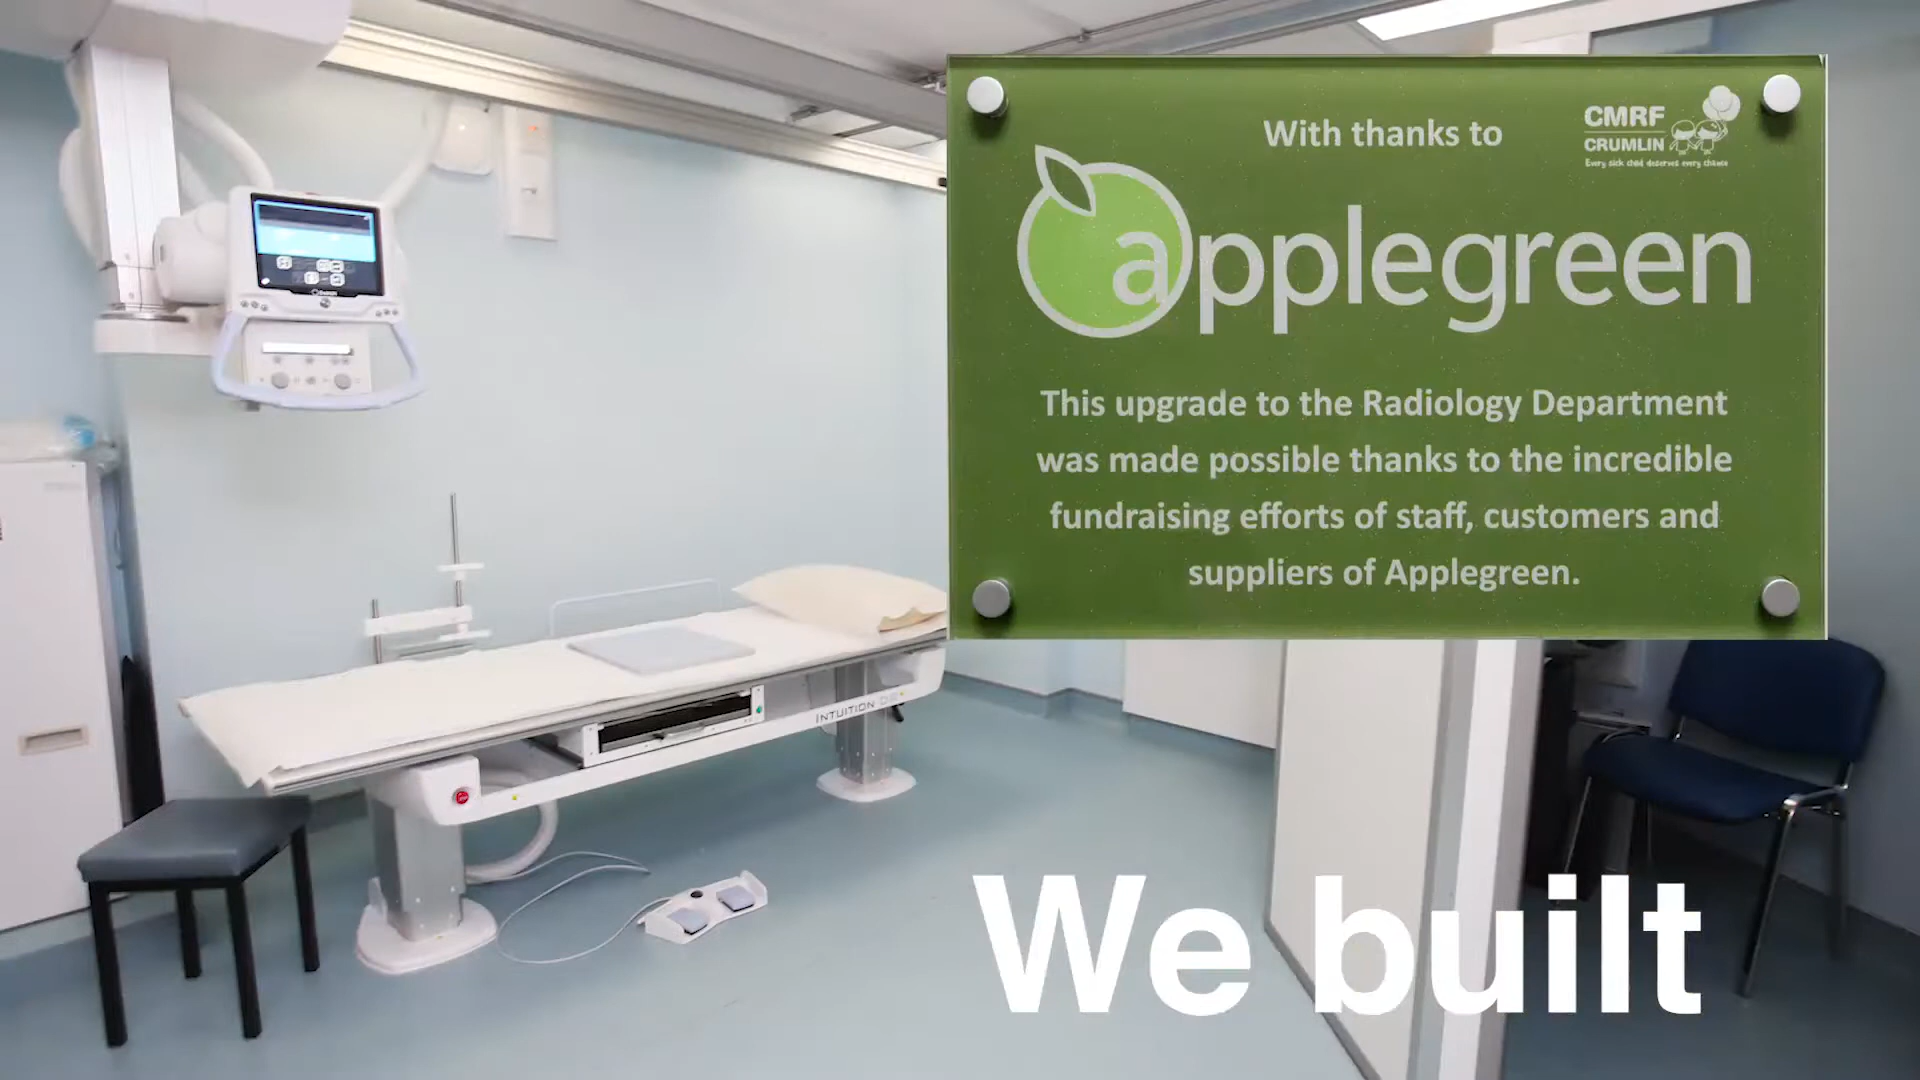 With thanks to
CMRF
CRUMLIN
Every sick child deserves every chance
applegreen
This upgrade to the Radiology Department
was made possible thanks to the incredible
fundraising efforts of staff, customers and
suppliers of Applegreen.
INTUITION
We built